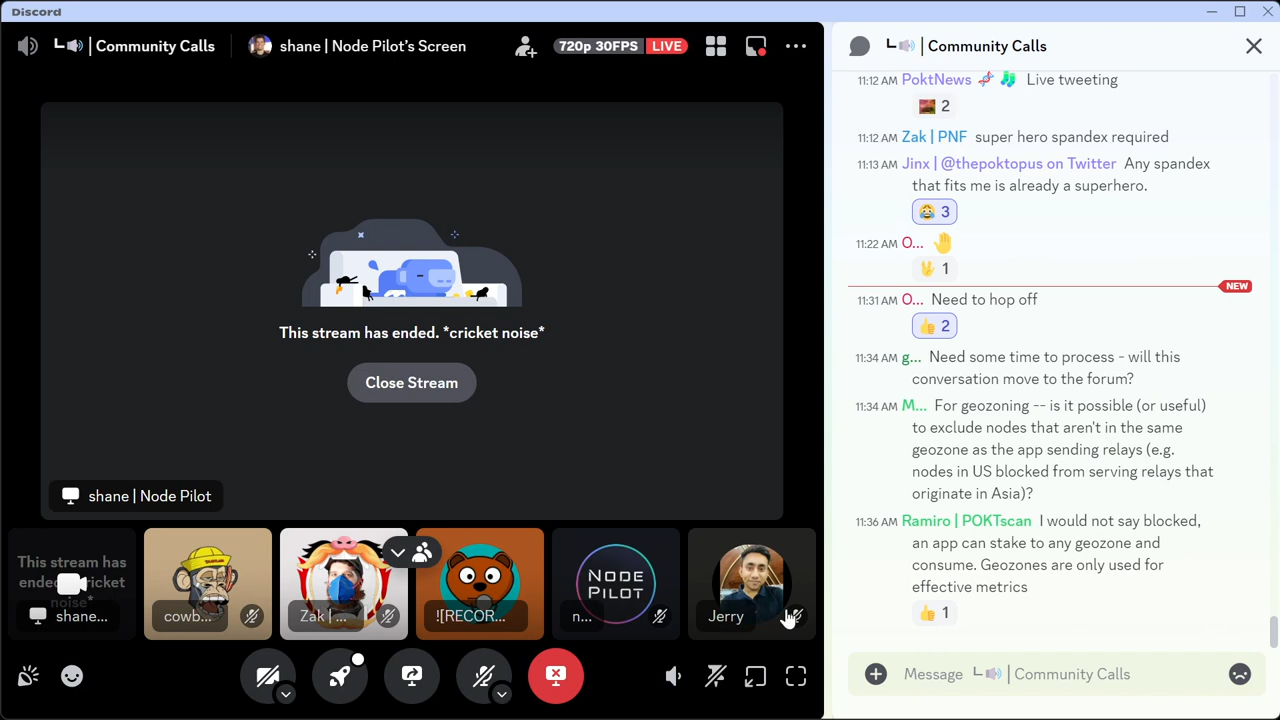 Discord
Community Calls
shane | Node Pilot's Screen
720p 30FPS LIVE
Community Calls
11:12 AM PoktNews Live tweeting
2
11:12 AM Zak | PNF super hero spandex required
11:13 AM Jinx | @thepoktopus on Twitter Any spandex
that fits me is already a superhero.
3
11:22 AM O...
1
NEW
11:31 AM O... Need to hop off
2
11:34 AM g... Need some time to process - will this
conversation move to the forum?
11:34 AM M... For geozoning -- is it possible (or useful)
to exclude nodes that aren't in the same
geozone as the app sending relays (e.g.
nodes in US blocked from serving relays that
originate in Asia)?
11:36 AM Ramiro | POKTscan I would not say blocked,
an app can stake to any geozone and
consume. Geozones are only used for
effective metrics
1
Message Community Calls
This stream has ended. *cricket noise*
Close Stream
shane | Node Pilot
This stream has
ended. *cricket
noise*
shane...
cowb...
Zak | ...
![RECOR...
NODE
PILOT
n...
Jerry